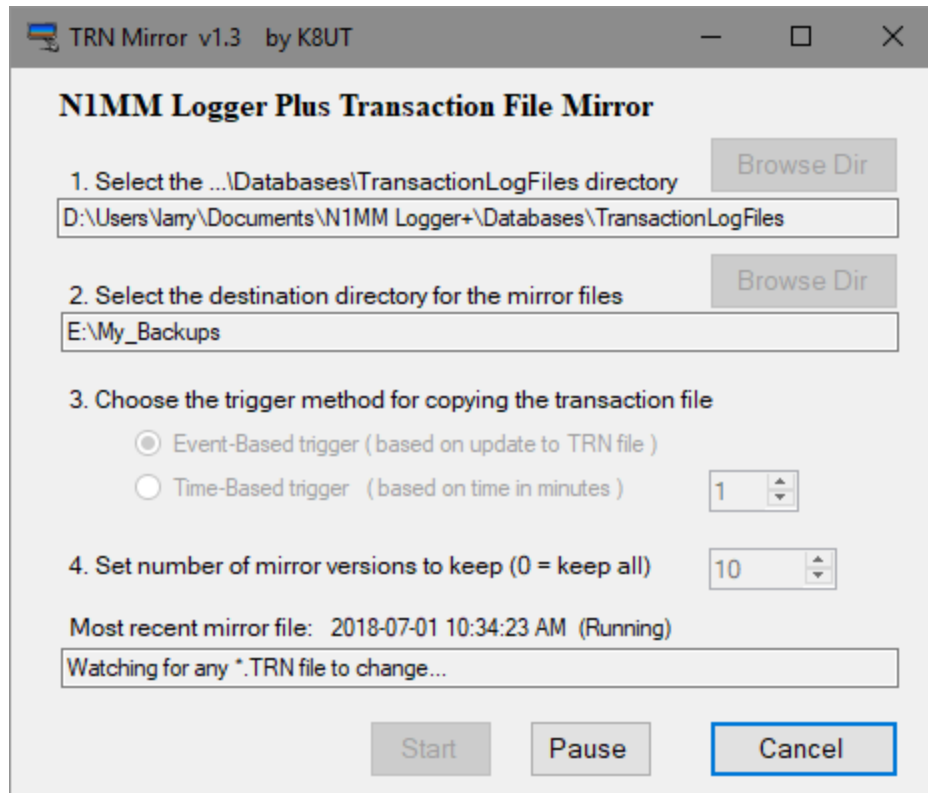 TRN Mirror v1.3 by K8UT
N1MM Logger Plus Transaction File Mirror
Browse Dir
1. Select the ...\Databases\TransactionLogFiles directory
D:\Users\larry\Documents\N1MM Logger+\Databases\TransactionLogFiles
Browse Dir
2. Select the destination directory for the mirror files
E:\My_Backups
3. Choose the trigger method for copying the transaction file
Event-Based trigger ( based on update to TRN file )
Time-Based trigger ( based on time in minutes ) 1
4. Set number of mirror versions to keep (0 = keep all) 10
Most recent mirror file: 2018-07-01 10:34:23 AM (Running)
Watching for any *.TRN file to change...
Start Pause Cancel